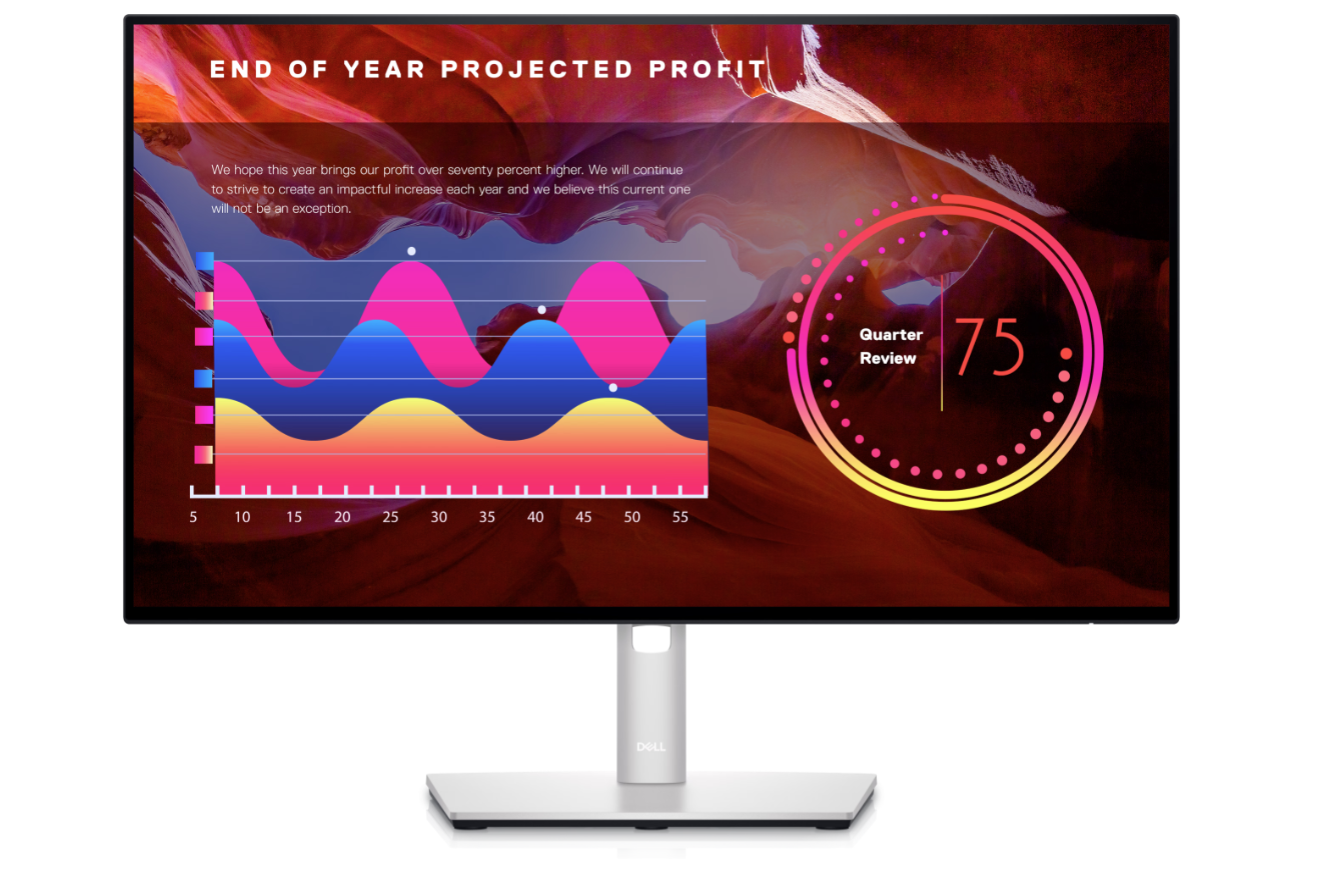 END OF YEAR PROJECTED PROFIT
We hope this year brings our profit over seventy percent higher. We will continue
to strive to create an impactful increase each year and we believe this current one
will not be an exception.
Quarter
Review
75
5 10 15 20 25 30 35 40 45 50 55
DELL